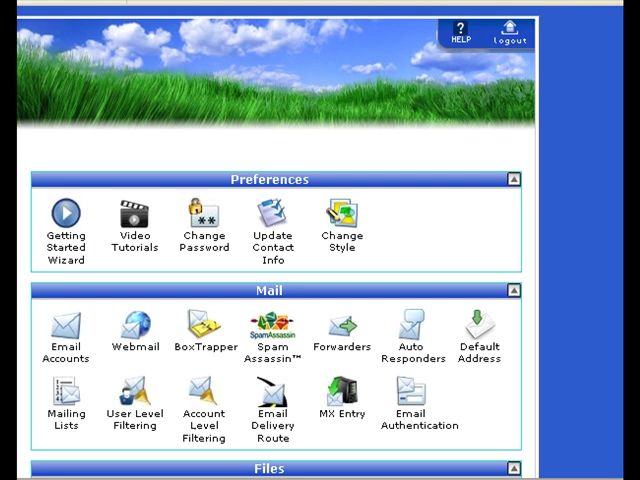 HELP
logout
Preferences
Getting
Started
Wizard
Video
Tutorials
Change
Password
Update
Contact
Info
Change
Style
Mail
Email
Accounts
Webmail
BoxTrapper
SpamAssassin
Spam
Assassin™
Forwarders
Auto
Responders
Default
Address
Mailing
Lists
User Level
Filtering
Account
Level
Filtering
Email
Delivery
Route
MX Entry
Email
Authentication
Files